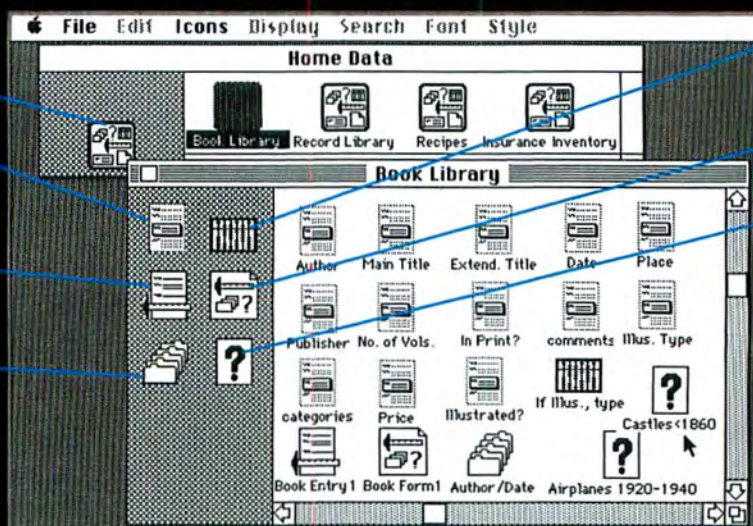 File Edit Icons Display Search Font Style
Home Data
Book Library Record Library Recipes Insurance Inventory
Book Library
Author Main Title Extend. Title Date Place
Publisher No. of Vols. In Print? comments Illus. Type
categories Price Illustrated? If Illus., type Castles<1860
Book Entry1 Book Form1 Author/Date Airplanes 1920-1940